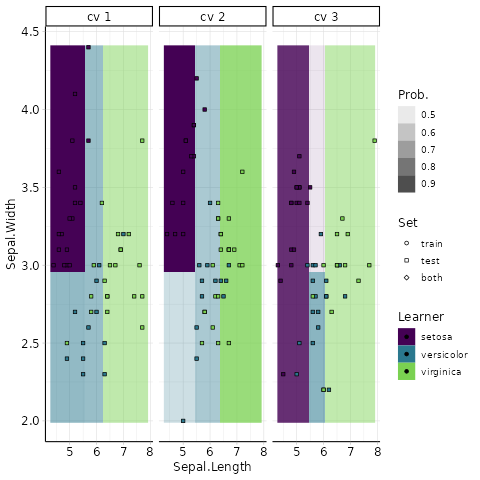 cv 1 cv 2 cv 3
4.5
4.0
3.5
3.0
2.5
2.0
Sepal.Width
5 6 7 8 5 6 7 8 5 6 7 8
Sepal.Length
Prob.
0.5
0.6
0.7
0.8
0.9
Set
train
test
both
Learner
setosa
versicolor
virginica